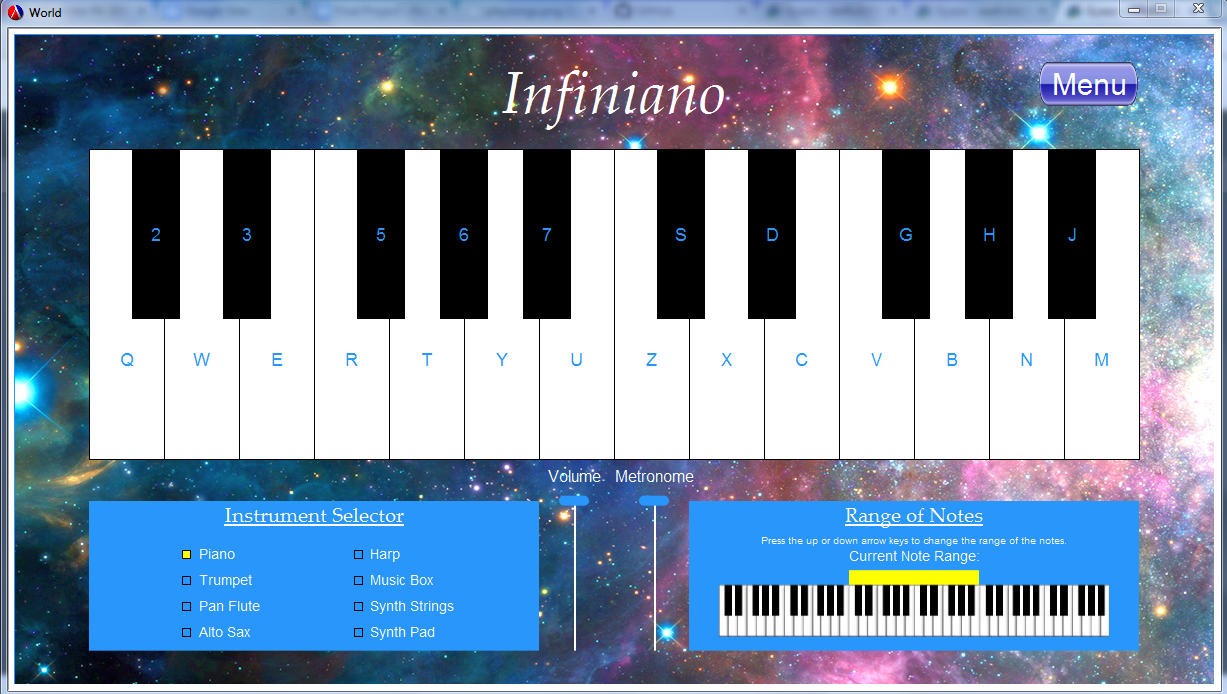 World
Infiniano
Menu
2 3 5 6 7 S D G H J
Q W E R T Y U Z X C V B N M
Volume Metronome
Instrument Selector
Piano Harp
Trumpet Music Box
Pan Flute Synth Strings
Alto Sax Synth Pad
Range of Notes
Press the up or down arrow keys to change the range of the notes.
Current Note Range: